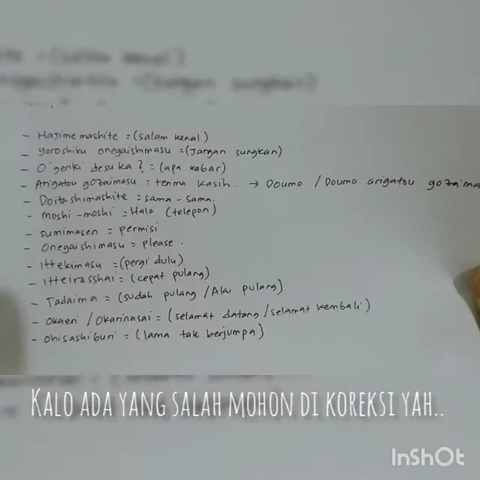 - Hajime mashite = (salam kenal)
- Yoroshiku onegaishimasu = (Jangan sungkan)
- O'genki desuka? = (apa kabar)
- Arigatou gozaimasu = terima kasih. → Doumo / Doumo arigatou gozaima
- Doitashimashite = sama - sama.
- moshi - moshi = Halo (telepon)
- sumimasen = permisi
- Onegaishimasu = please.
- Ittekimasu = (pergi dulu)
- Itteirasshai = (cepat pulang)
- Tadaima = (sudah pulang / Aku pulang)
- Okaeri / Okarinasai = (selamat datang / selamat kembali)
- Ohisashiburi = (lama tak berjumpa)
KALO ADA YANG SALAH MOHON DI KOREKSI YAH..
InShOt